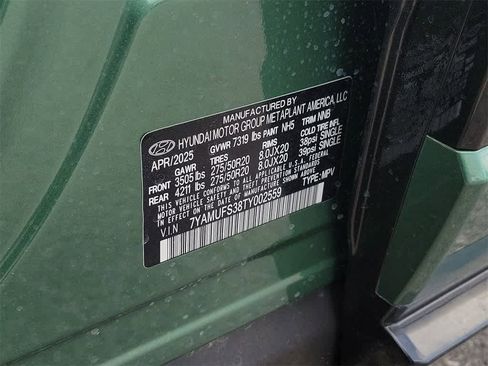 MANUFACTURED BY
HYUNDAI MOTOR GROUP METAPLANT AMERICA, LLC
APR/2025 GVWR 7319 lbs PAINT NH5 TRIM NNB
GAWR TIRES RIMS COLD TIRE INFL.
FRONT 3505 lbs 275/50R20 8.0JX20 38psi SINGLE
REAR 4211 lbs 275/50R20 8.0JX20 39psi SINGLE
THIS VEHICLE CONFORMS TO ALL APPLICABLE U.S.A. FEDERAL
MOTOR VEHICLE SAFETY AND THEFT PREVENTION STANDARDS
IN EFFECT ON THE DATE OF MANUFACTURE SHOWN ABOVE.
V.I.N 7YAMUFS38TY002559 TYPE: MPV